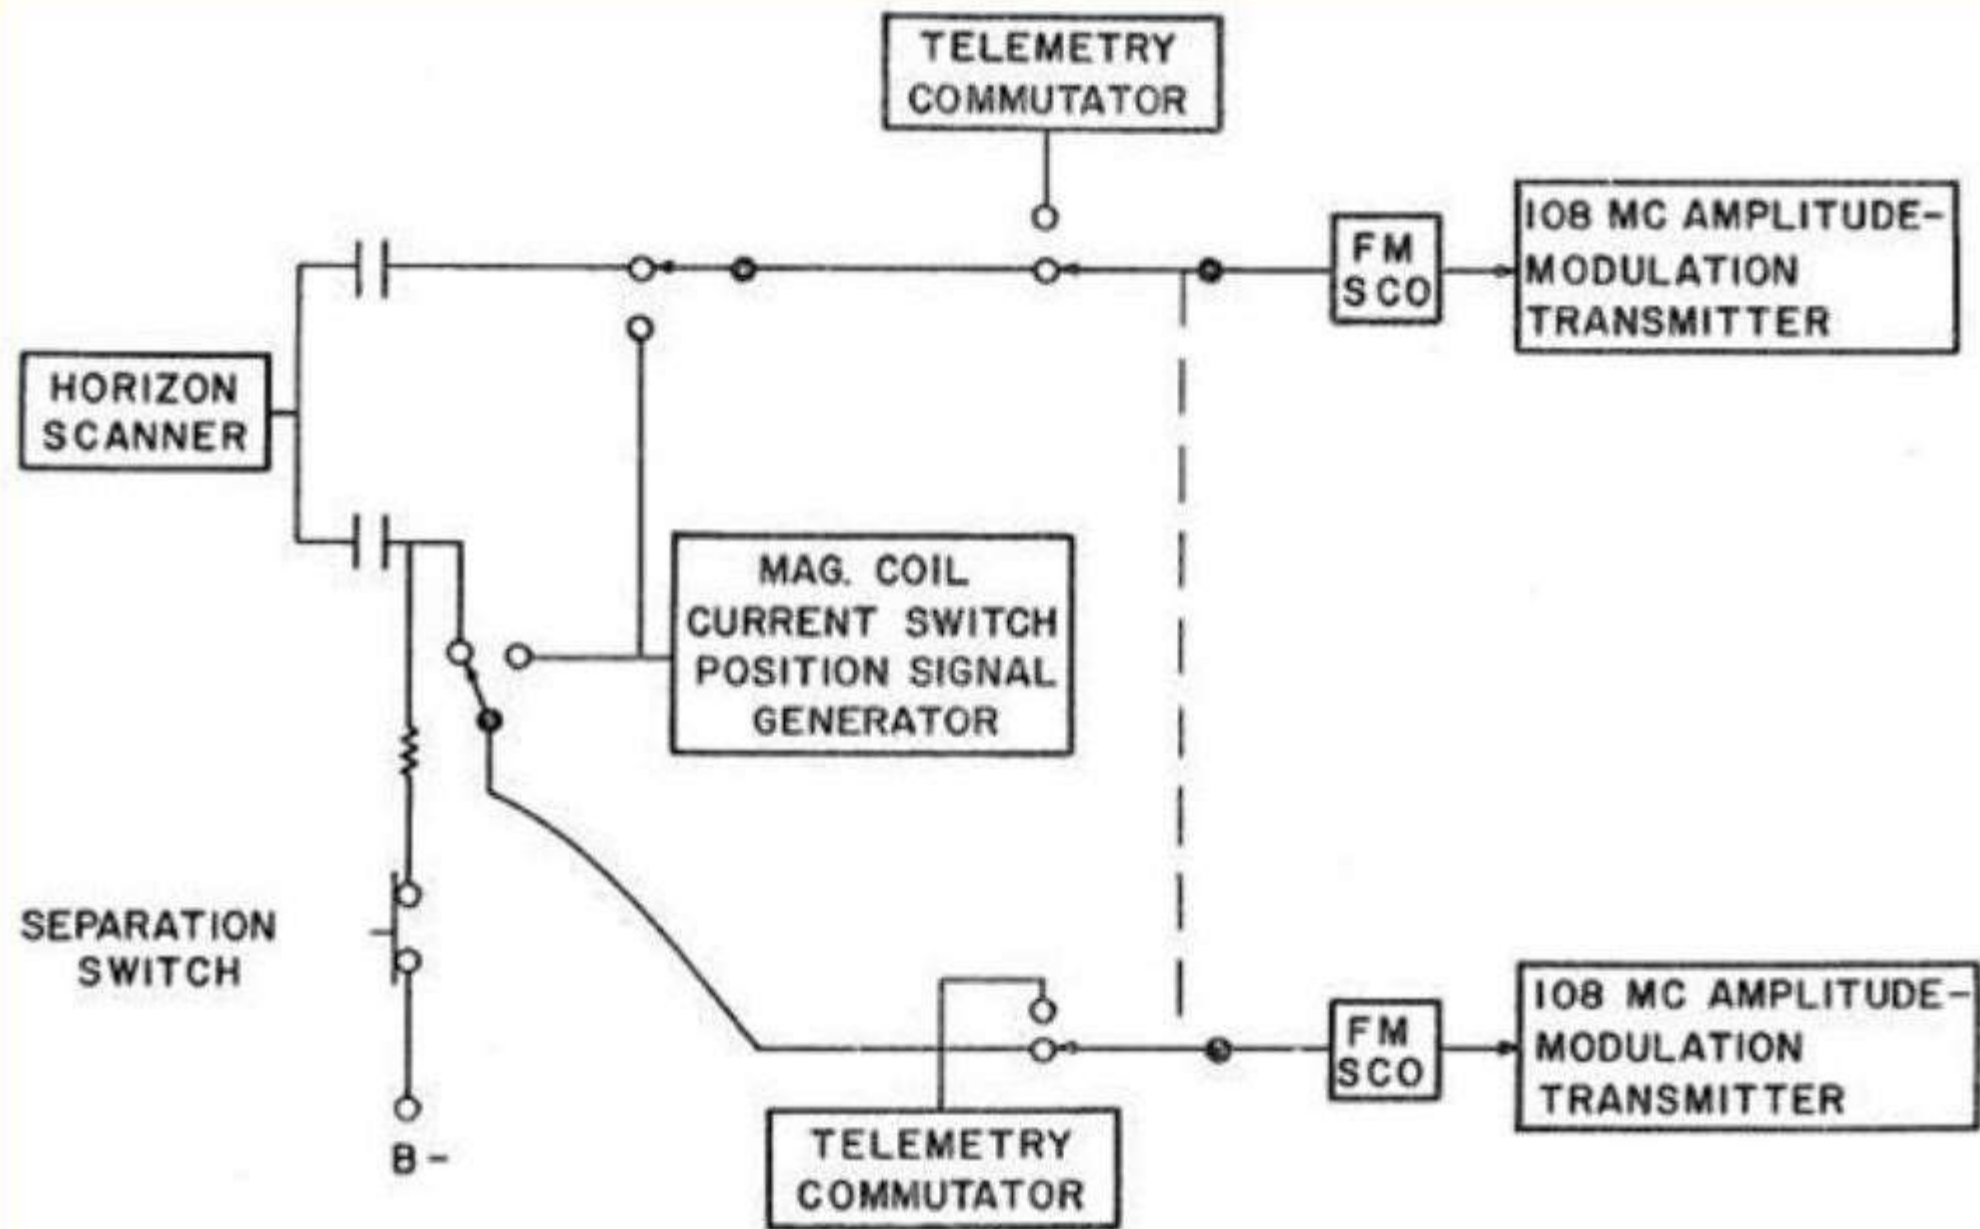 TELEMETRY
COMMUTATOR
108 MC AMPLITUDE-
MODULATION
TRANSMITTER
FM
SCO
HORIZON
SCANNER
MAG. COIL
CURRENT SWITCH
POSITION SIGNAL
GENERATOR
SEPARATION
SWITCH
B-
TELEMETRY
COMMUTATOR
FM
SCO
108 MC AMPLITUDE-
MODULATION
TRANSMITTER